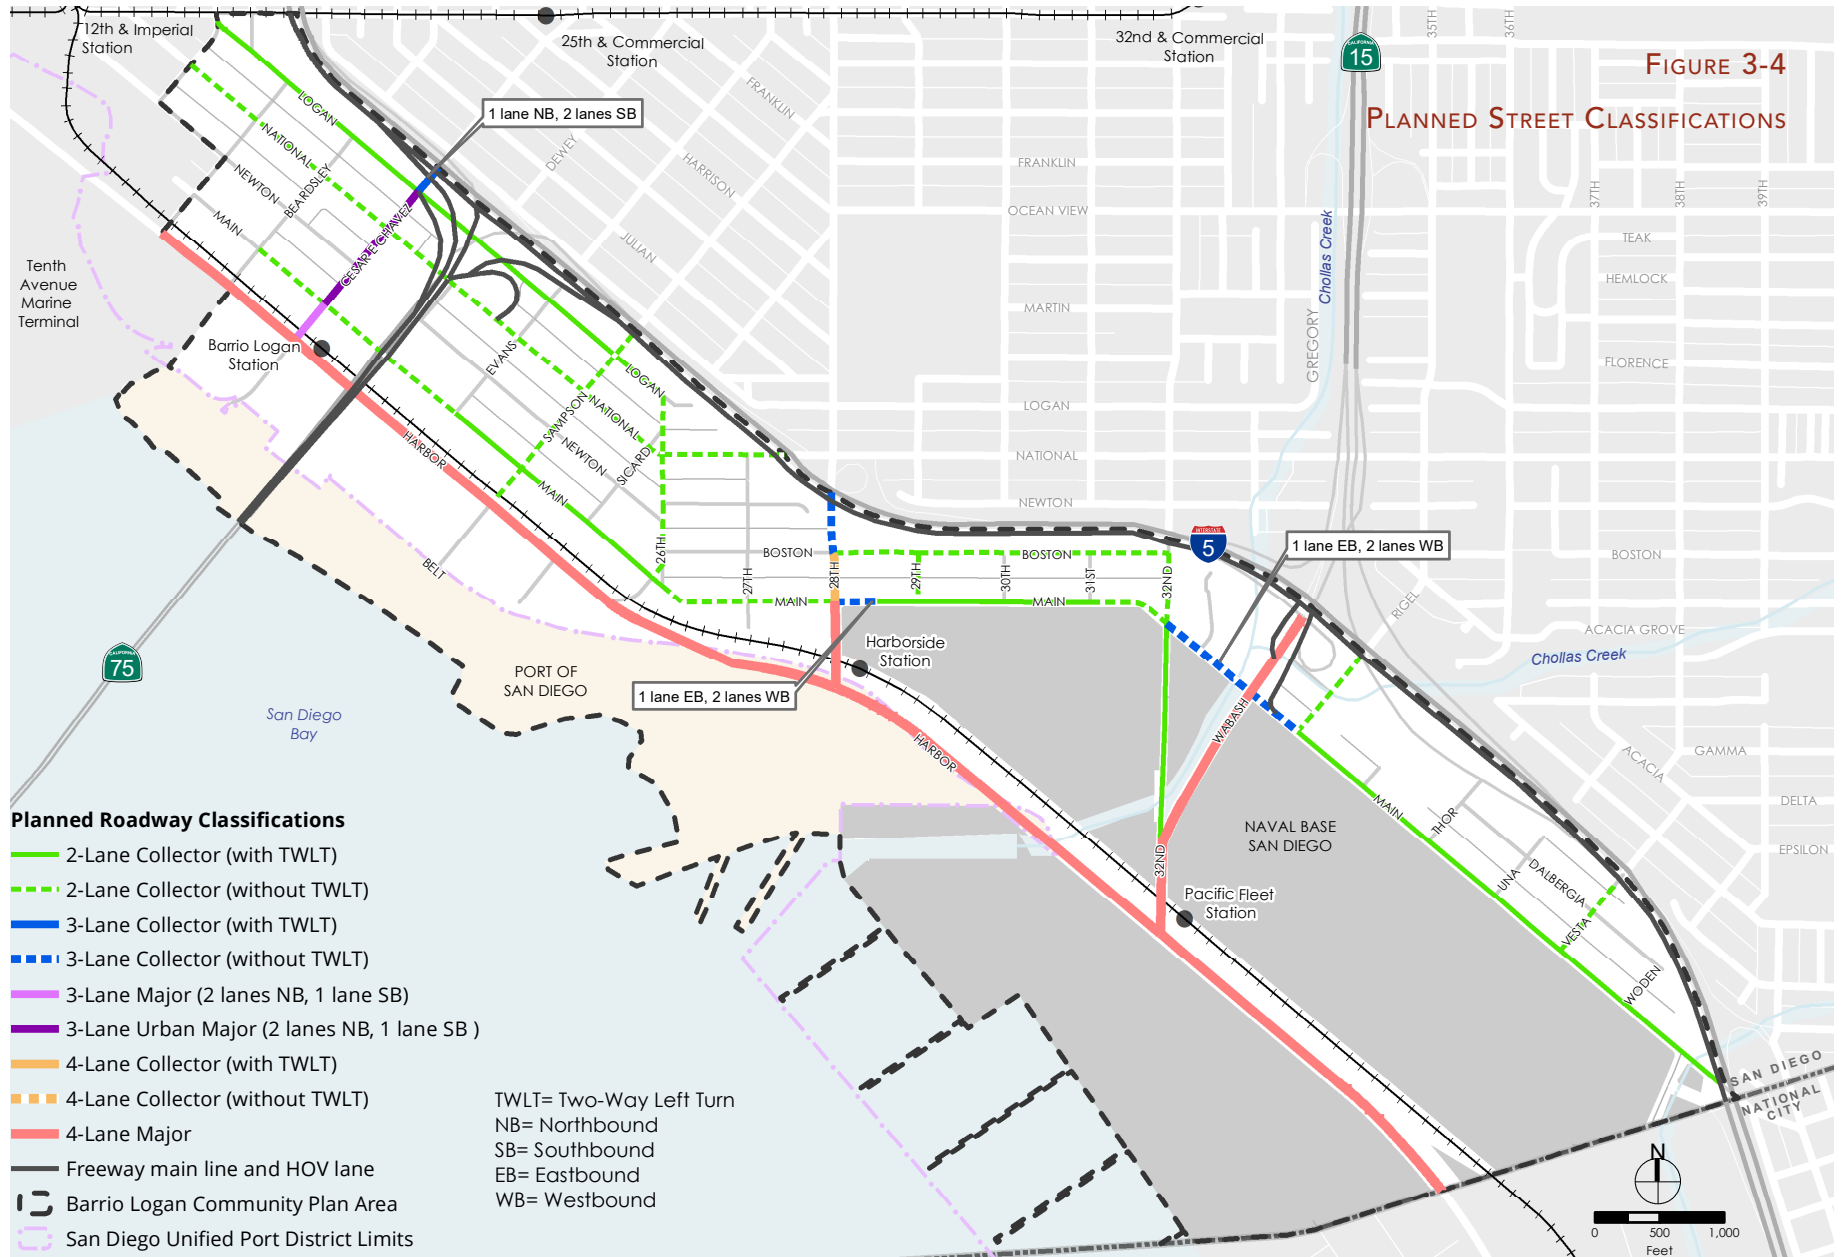 FIGURE 3-4
PLANNED STREET CLASSIFICATIONS
12th & Imperial
Station
25th & Commercial
Station
32nd & Commercial
Station
CALIFORNIA
15
35TH
36TH
1 lane NB, 2 lanes SB
FRANKLIN
DEWEY
HARRISON
JULIAN
LOGAN
NATIONAL
NEWTON
BEARDSLEY
MAIN
CESAR E CHAVEZ
FRANKLIN
OCEAN VIEW
MARTIN
LOGAN
NATIONAL
NEWTON
Chollas Creek
GREGORY
37TH
38TH
39TH
TEAK
HEMLOCK
FLORENCE
BOSTON
ACACIA GROVE
Tenth
Avenue
Marine
Terminal
Barrio Logan
Station
EVANS
LOGAN
SAMPSON
NATIONAL
NEWTON
SICARD
HARBOR
MAIN
BELT
26TH
27TH
BOSTON
28TH
29TH
BOSTON
30TH
31ST
32ND
MAIN
MAIN
INTERSTATE
5
1 lane EB, 2 lanes WB
RIGEL
Chollas Creek
Harborside
Station
1 lane EB, 2 lanes WB
CALIFORNIA
75
PORT OF
SAN DIEGO
San Diego
Bay
HARBOR
WABASH
ACACIA
GAMMA
DELTA
EPSILON
MAIN
THOR
UNA
DALBERGIA
VESTA
WODEN
NAVAL BASE
SAN DIEGO
32ND
Pacific Fleet
Station
SAN DIEGO
NATIONAL
CITY
Planned Roadway Classifications
2-Lane Collector (with TWLT)
2-Lane Collector (without TWLT)
3-Lane Collector (with TWLT)
3-Lane Collector (without TWLT)
3-Lane Major (2 lanes NB, 1 lane SB)
3-Lane Urban Major (2 lanes NB, 1 lane SB )
4-Lane Collector (with TWLT)
4-Lane Collector (without TWLT)
4-Lane Major
Freeway main line and HOV lane
Barrio Logan Community Plan Area
San Diego Unified Port District Limits
TWLT= Two-Way Left Turn
NB= Northbound
SB= Southbound
EB= Eastbound
WB= Westbound
N
0 500 1,000
Feet